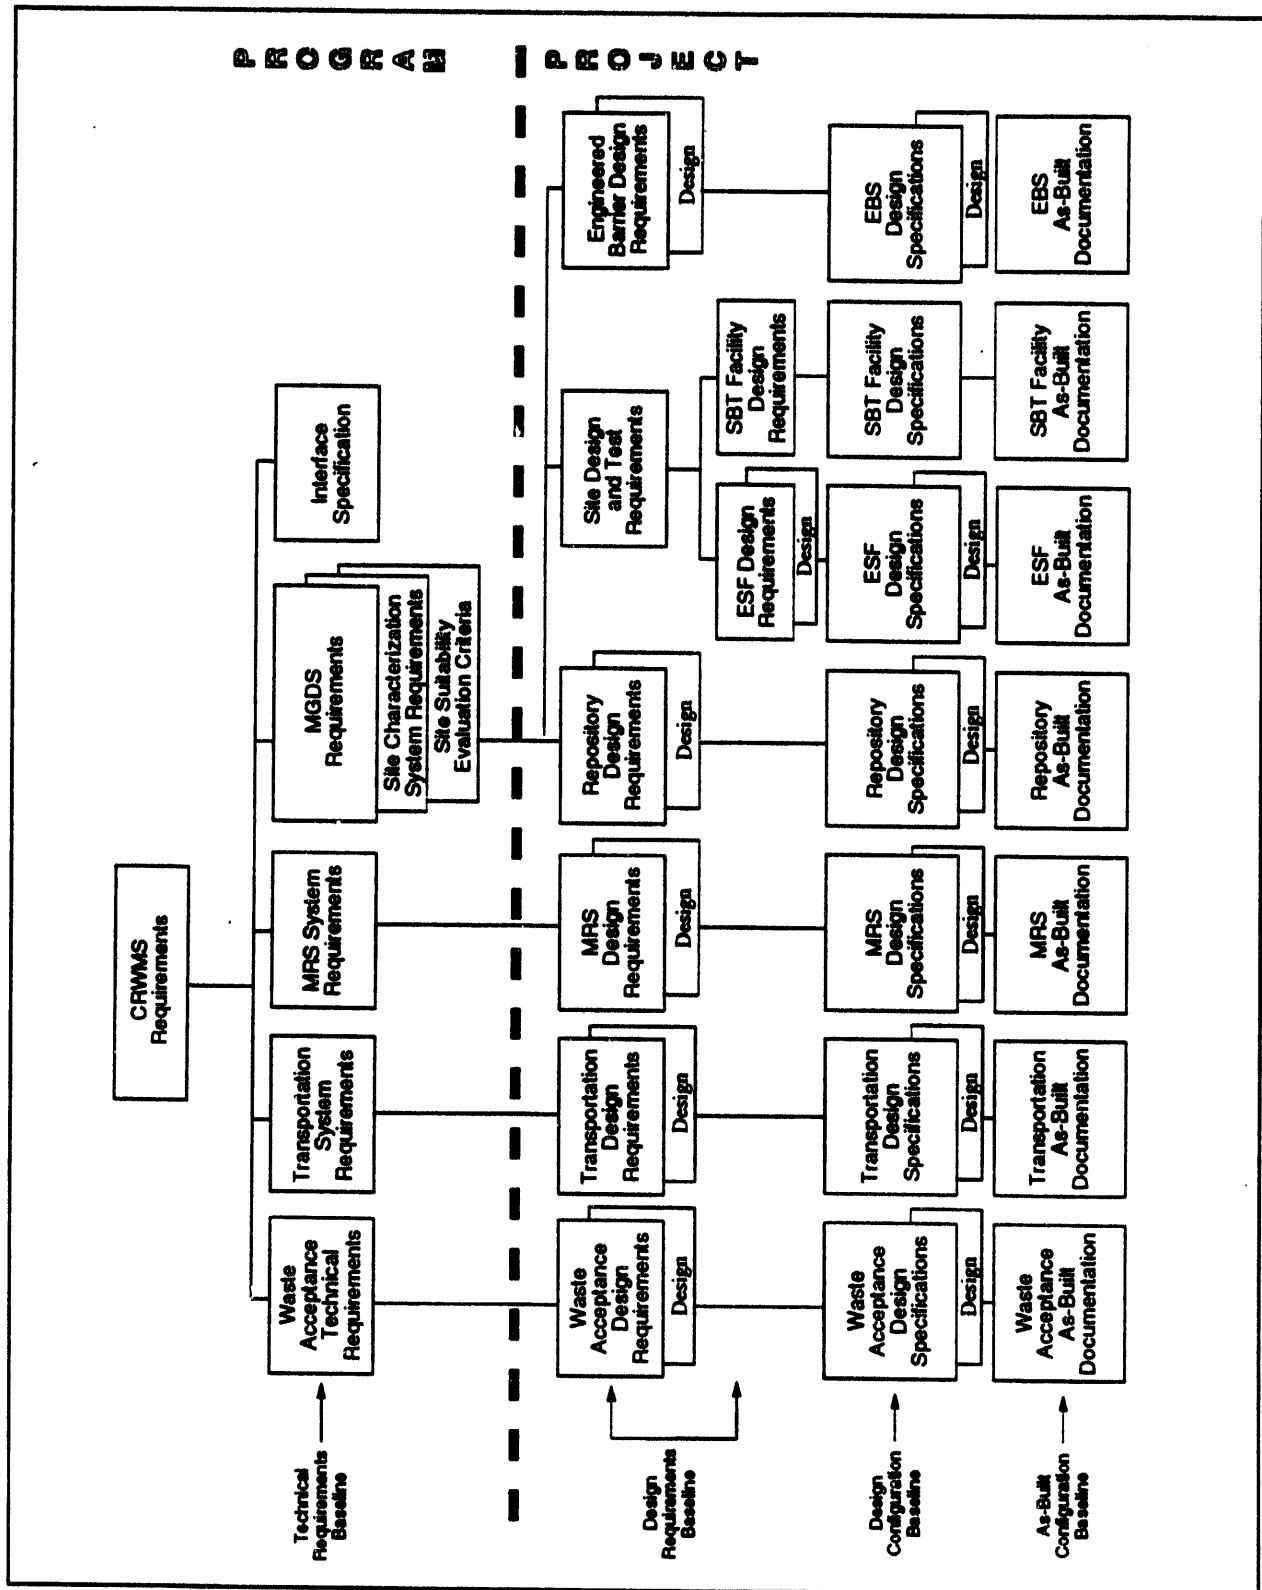 CRWMS
Requirements
Technical
Requirements
Baseline
Waste
Acceptance
Technical
Requirements
Transportation
System
Requirements
MRS System
Requirements
MGDS
Requirements
Site Characterization
System Requirements
Site Suitability
Evaluation Criteria
Interface
Specification
PROGRAM
PROJECT
Design
Requirements
Baseline
Waste
Acceptance
Design
Requirements
Design
Transportation
Design
Requirements
Design
MRS
Design
Requirements
Design
Repository
Design
Requirements
Design
Site Design
and Test
Requirements
Engineered
Barrier Design
Requirements
Design
ESF Design
Requirements
Design
SBT Facility
Design
Requirements
Design
Configuration
Baseline
Waste
Acceptance
Design
Specifications
Design
Transportation
Design
Specifications
Design
MRS
Design
Specifications
Design
Repository
Design
Specifications
Design
ESF
Design
Specifications
Design
SBT Facility
Design
Specifications
EBS
Design
Specifications
Design
As-Built
Configuration
Baseline
Waste
Acceptance
As-Built
Documentation
Transportation
As-Built
Documentation
MRS
As-Built
Documentation
Repository
As-Built
Documentation
ESF
As-Built
Documentation
SBT Facility
As-Built
Documentation
EBS
As-Built
Documentation